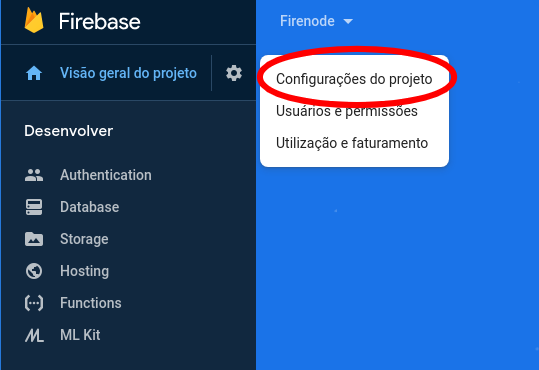 Firebase
Firenode
Visão geral do projeto
Configurações do projeto
Usuários e permissões
Utilização e faturamento
Desenvolver
Authentication
Database
Storage
Hosting
Functions
ML Kit